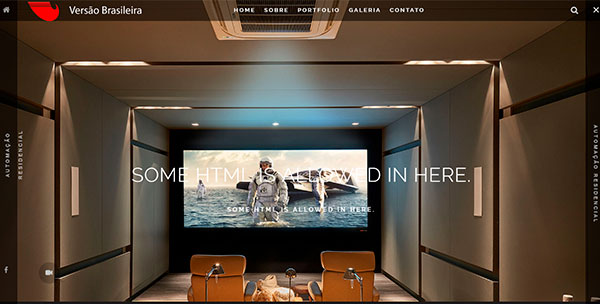 Versão Brasileira
HOME SOBRE PORTFOLIO GALERIA CONTATO
AUTOMAÇÃO
RESIDENCIAL
SOME HTML IS ALLOWED IN HERE.
SOME HTML IS ALLOWED IN HERE.
AUTOMAÇÃO RESIDENCIAL